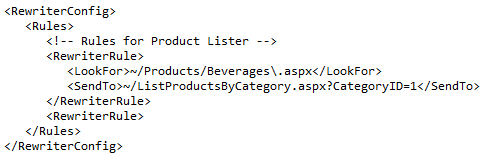 <RewriterConfig>
<Rules>
<!-- Rules for Product Lister -->
<RewriterRule>
<LookFor>~/Products/Beverages\.aspx</LookFor>
<SendTo>~/ListProductsByCategory.aspx?CategoryID=1</SendTo>
</RewriterRule>
<RewriterRule>
</Rules>
</RewriterConfig>